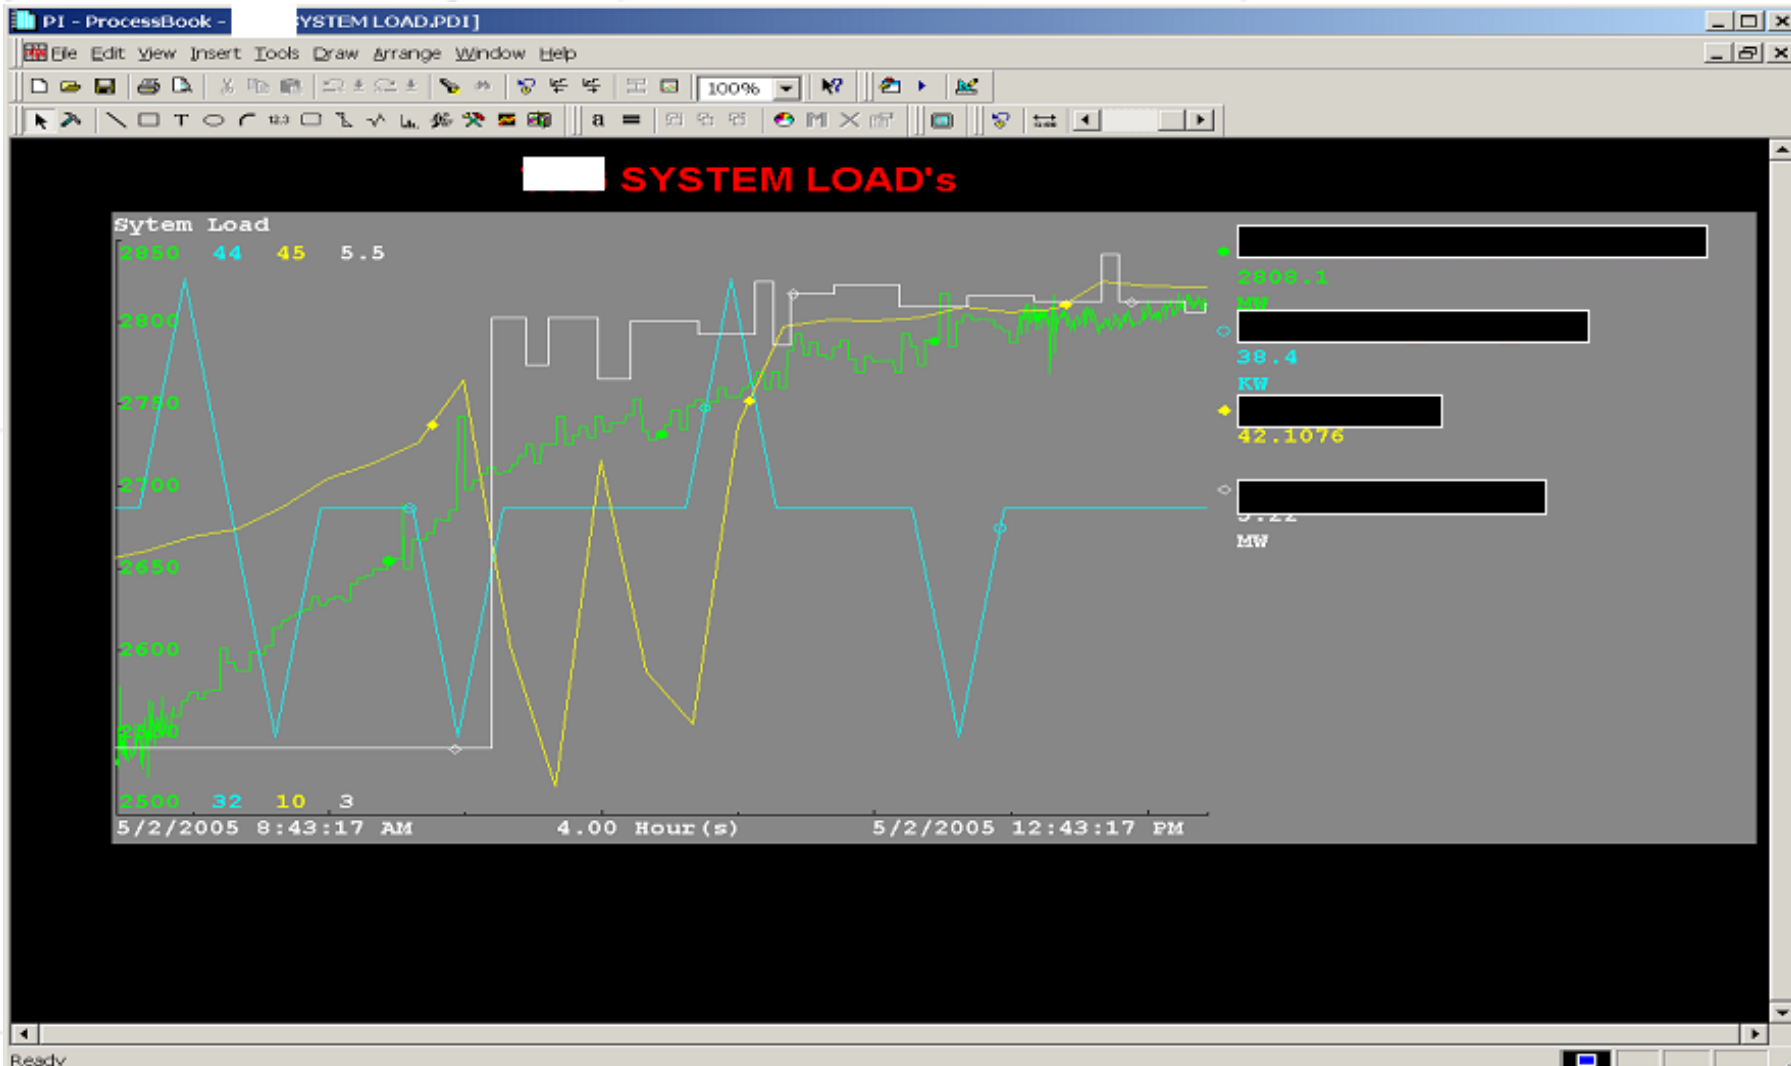 PI - ProcessBook - SYSTEM LOAD.PDI]
File Edit View Insert Tools Draw Arrange Window Help
100%
SYSTEM LOAD's
Sytem Load
2850 44 45 5.5
2800
2750
2700
2650
2600
2550
2500 32 10 3
5/2/2005 8:43:17 AM 4.00 Hour(s) 5/2/2005 12:43:17 PM
2808.1
MW
38.4
KW
42.1076
MW
Ready